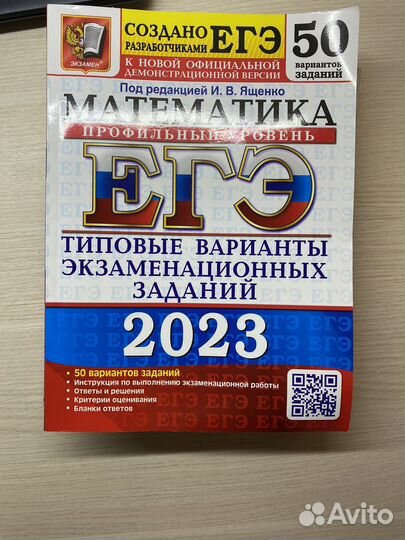 СОЗДАНО
РАЗРАБОТЧИКАМИ ЕГЭ
К НОВОЙ ОФИЦИАЛЬНОЙ
ДЕМОНСТРАЦИОННОЙ ВЕРСИИ
50
вариантов
заданий
ЭКЗАМЕН
Под редакцией И. В. Ященко
МАТЕМАТИКА
ПРОФИЛЬНЫЙ УРОВЕНЬ
ЕГЭ
ТИПОВЫЕ ВАРИАНТЫ
ЭКЗАМЕНАЦИОННЫХ
ЗАДАНИЙ
2023
• 50 вариантов заданий
• Инструкция по выполнению экзаменационной работы
• Ответы и решения
• Критерии оценивания
• Бланки ответов
Avito